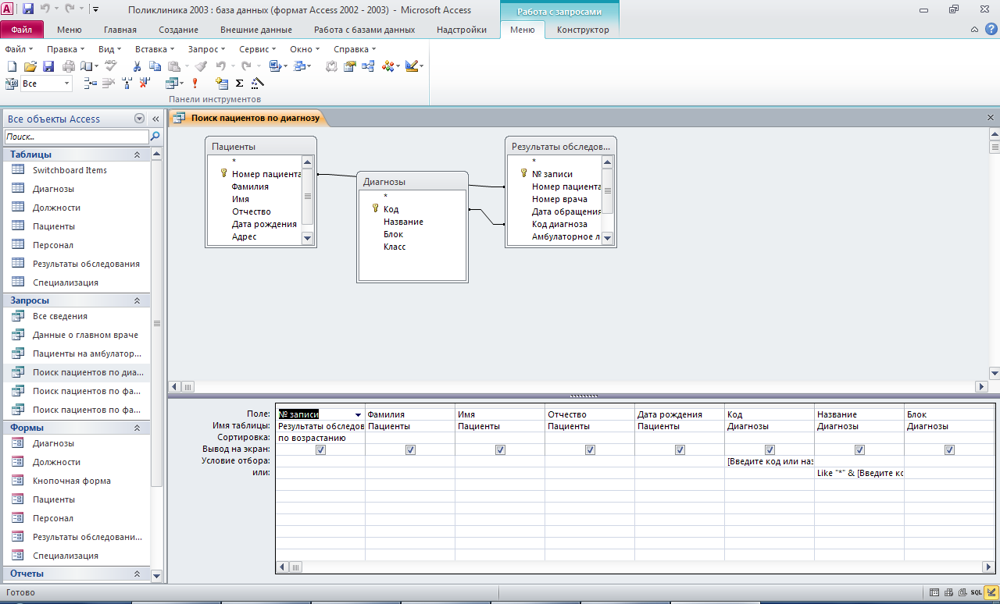 Поликлиника 2003 : база данных (формат Access 2002 - 2003) - Microsoft Access
Работа с запросами
Файл Меню Главная Создание Внешние данные Работа с базами данных Надстройки Меню Конструктор
Файл Правка Вид Вставка Запрос Сервис Окно Справка
Все
Панели инструментов
Все объекты Access
Поиск...
Таблицы
Switchboard Items
Диагнозы
Должности
Пациенты
Персонал
Результаты обследования
Специализация
Запросы
Все сведения
Данные о главном враче
Пациенты на амбулатор...
Поиск пациентов по диа...
Поиск пациентов по фа...
Поиск пациентов по фа...
Формы
Диагнозы
Должности
Кнопочная форма
Пациенты
Персонал
Результаты обследовани...
Специализация
Отчеты
Поиск пациентов по диагнозу
Пациенты
*
Номер пациента
Фамилия
Имя
Отчество
Дата рождения
Адрес
Диагнозы
*
Код
Название
Блок
Класс
Результаты обследов...
*
№ записи
Номер пациента
Номер врача
Дата обращения
Код диагноза
Амбулаторное л
Поле: № записи Фамилия Имя Отчество Дата рождения Код Название Блок
Имя таблицы: Результаты обследов Пациенты Пациенты Пациенты Пациенты Диагнозы Диагнозы Диагнозы
Сортировка: по возрастанию
Вывод на экран:
Условие отбора: [Введите код или наз
или: Like "*" & [Введите кс
Готово
SQL